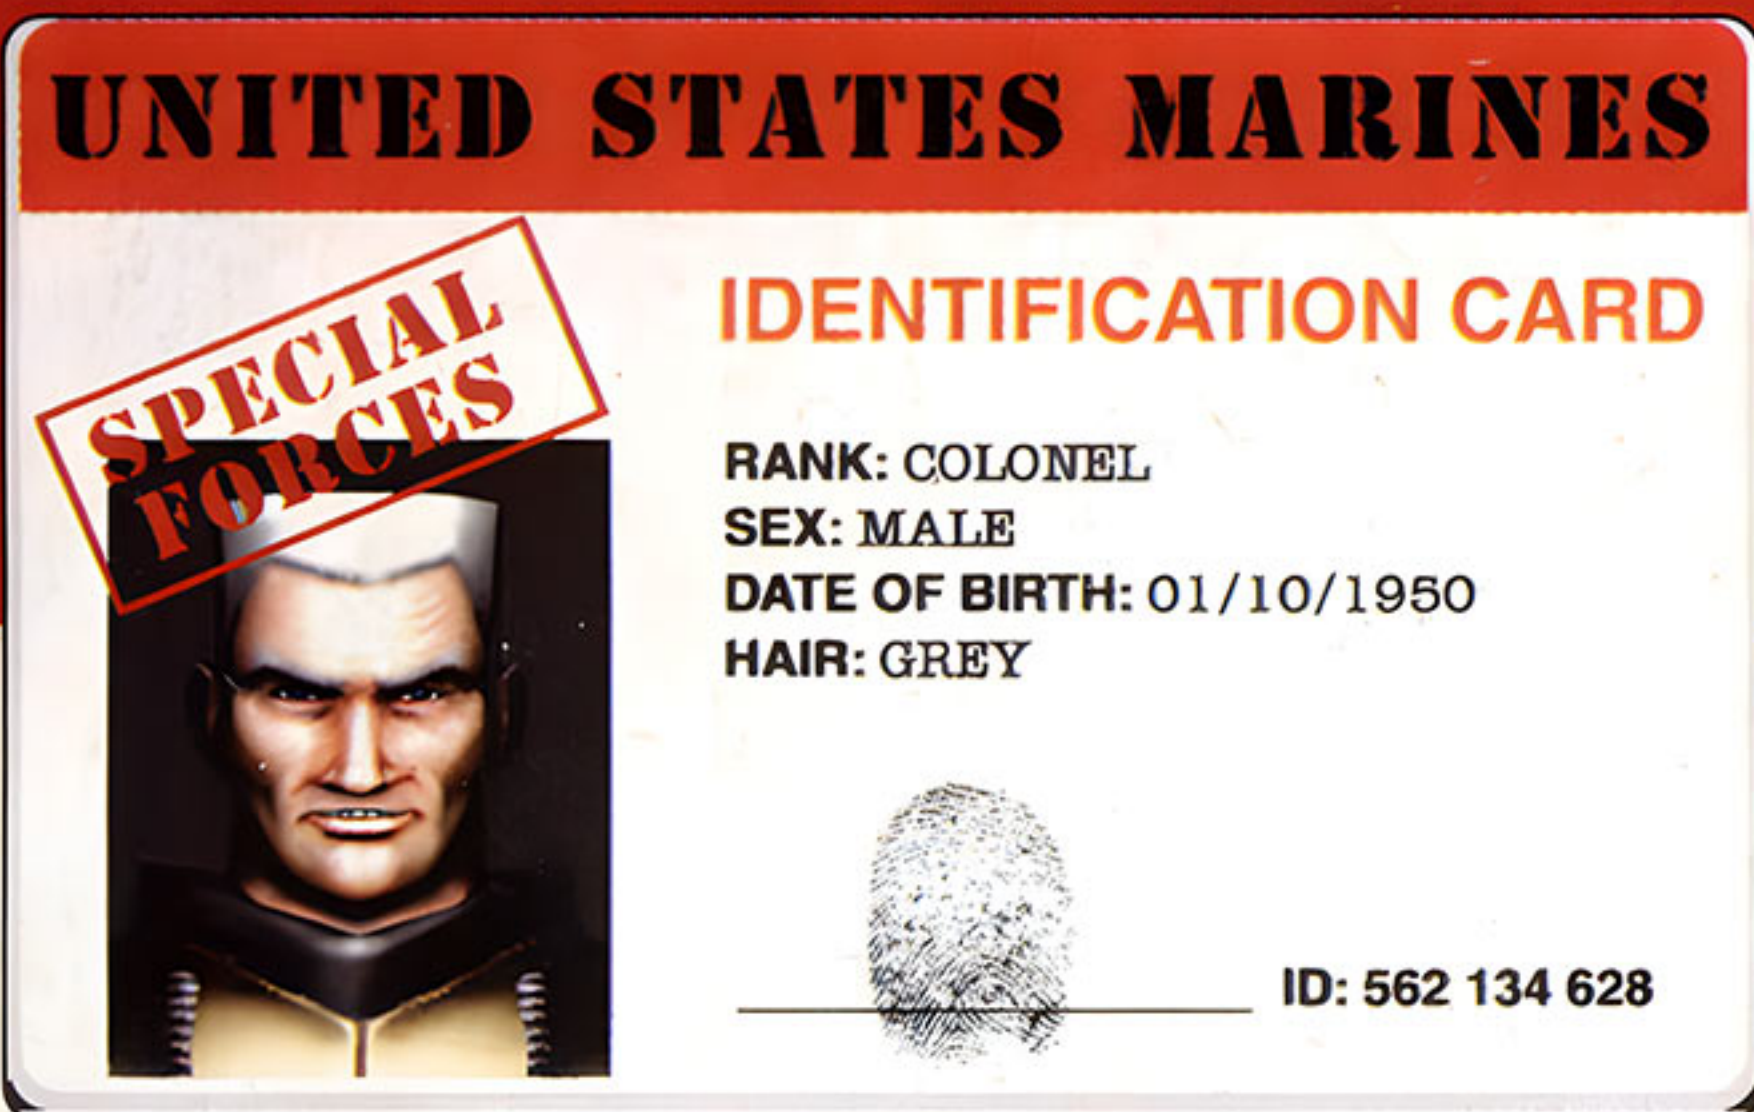 UNITED STATES MARINES
SPECIAL
FORCES
IDENTIFICATION CARD
RANK: COLONEL
SEX: MALE
DATE OF BIRTH: 01/10/1950
HAIR: GREY
ID: 562 134 628